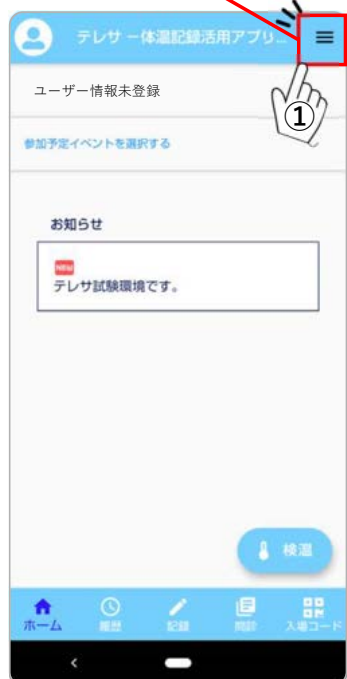 テレサ ー体温記録活用アプリ...
①
ユーザー情報未登録
参加予定イベントを選択する
お知らせ
NEW
テレサ試験環境です。
検温
ホーム
履歴
記録
問診
入場コード